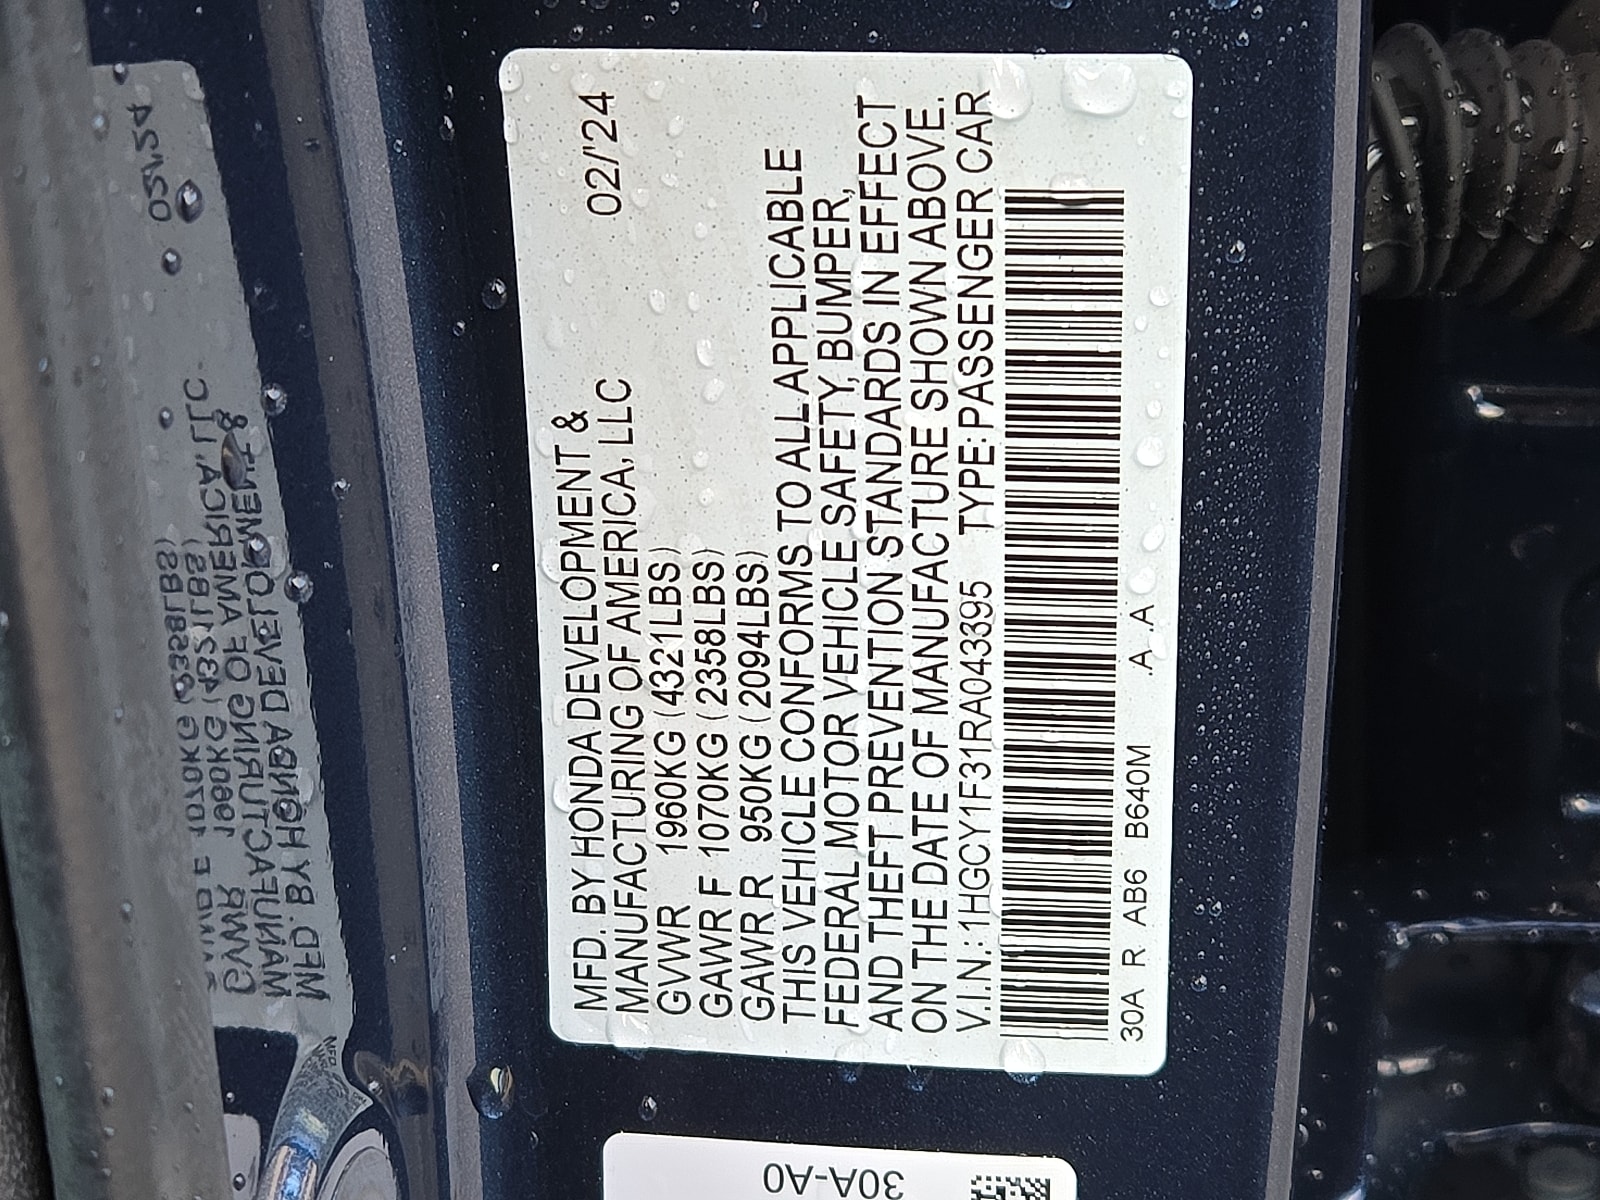 MFD. BY HONDA DEVELOPMENT &
MANUFACTURING OF AMERICA, LLC 02/'24
GVWR 1960KG (4321LBS)
GAWR F 1070KG (2358LBS)
GAWR R 950KG (2094LBS)
THIS VEHICLE CONFORMS TO ALL APPLICABLE
FEDERAL MOTOR VEHICLE SAFETY, BUMPER,
AND THEFT PREVENTION STANDARDS IN EFFECT
ON THE DATE OF MANUFACTURE SHOWN ABOVE.
V.I.N.: 1HGCY1F31RA043395 TYPE: PASSENGER CAR
30A R AB6 B640M .A A
30A-A0